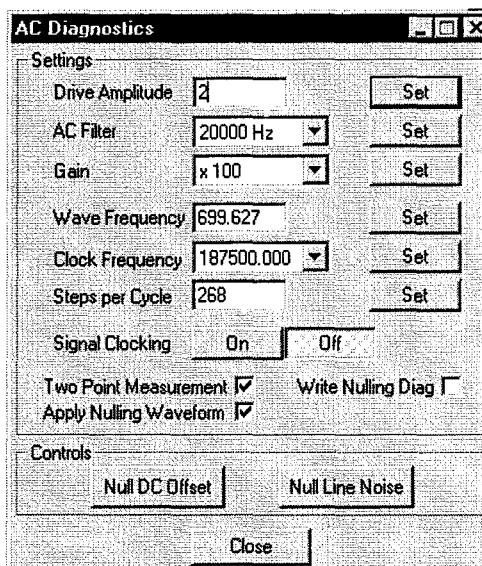 AC Diagnostics
Settings
Drive Amplitude 2 Set
AC Filter 20000 Hz Set
Gain x 100 Set
Wave Frequency 699.627 Set
Clock Frequency 187500.000 Set
Steps per Cycle 268 Set
Signal Clocking On Off
Two Point Measurement Write Nulling Diag
Apply Nulling Waveform
Controls
Null DC Offset Null Line Noise
Close